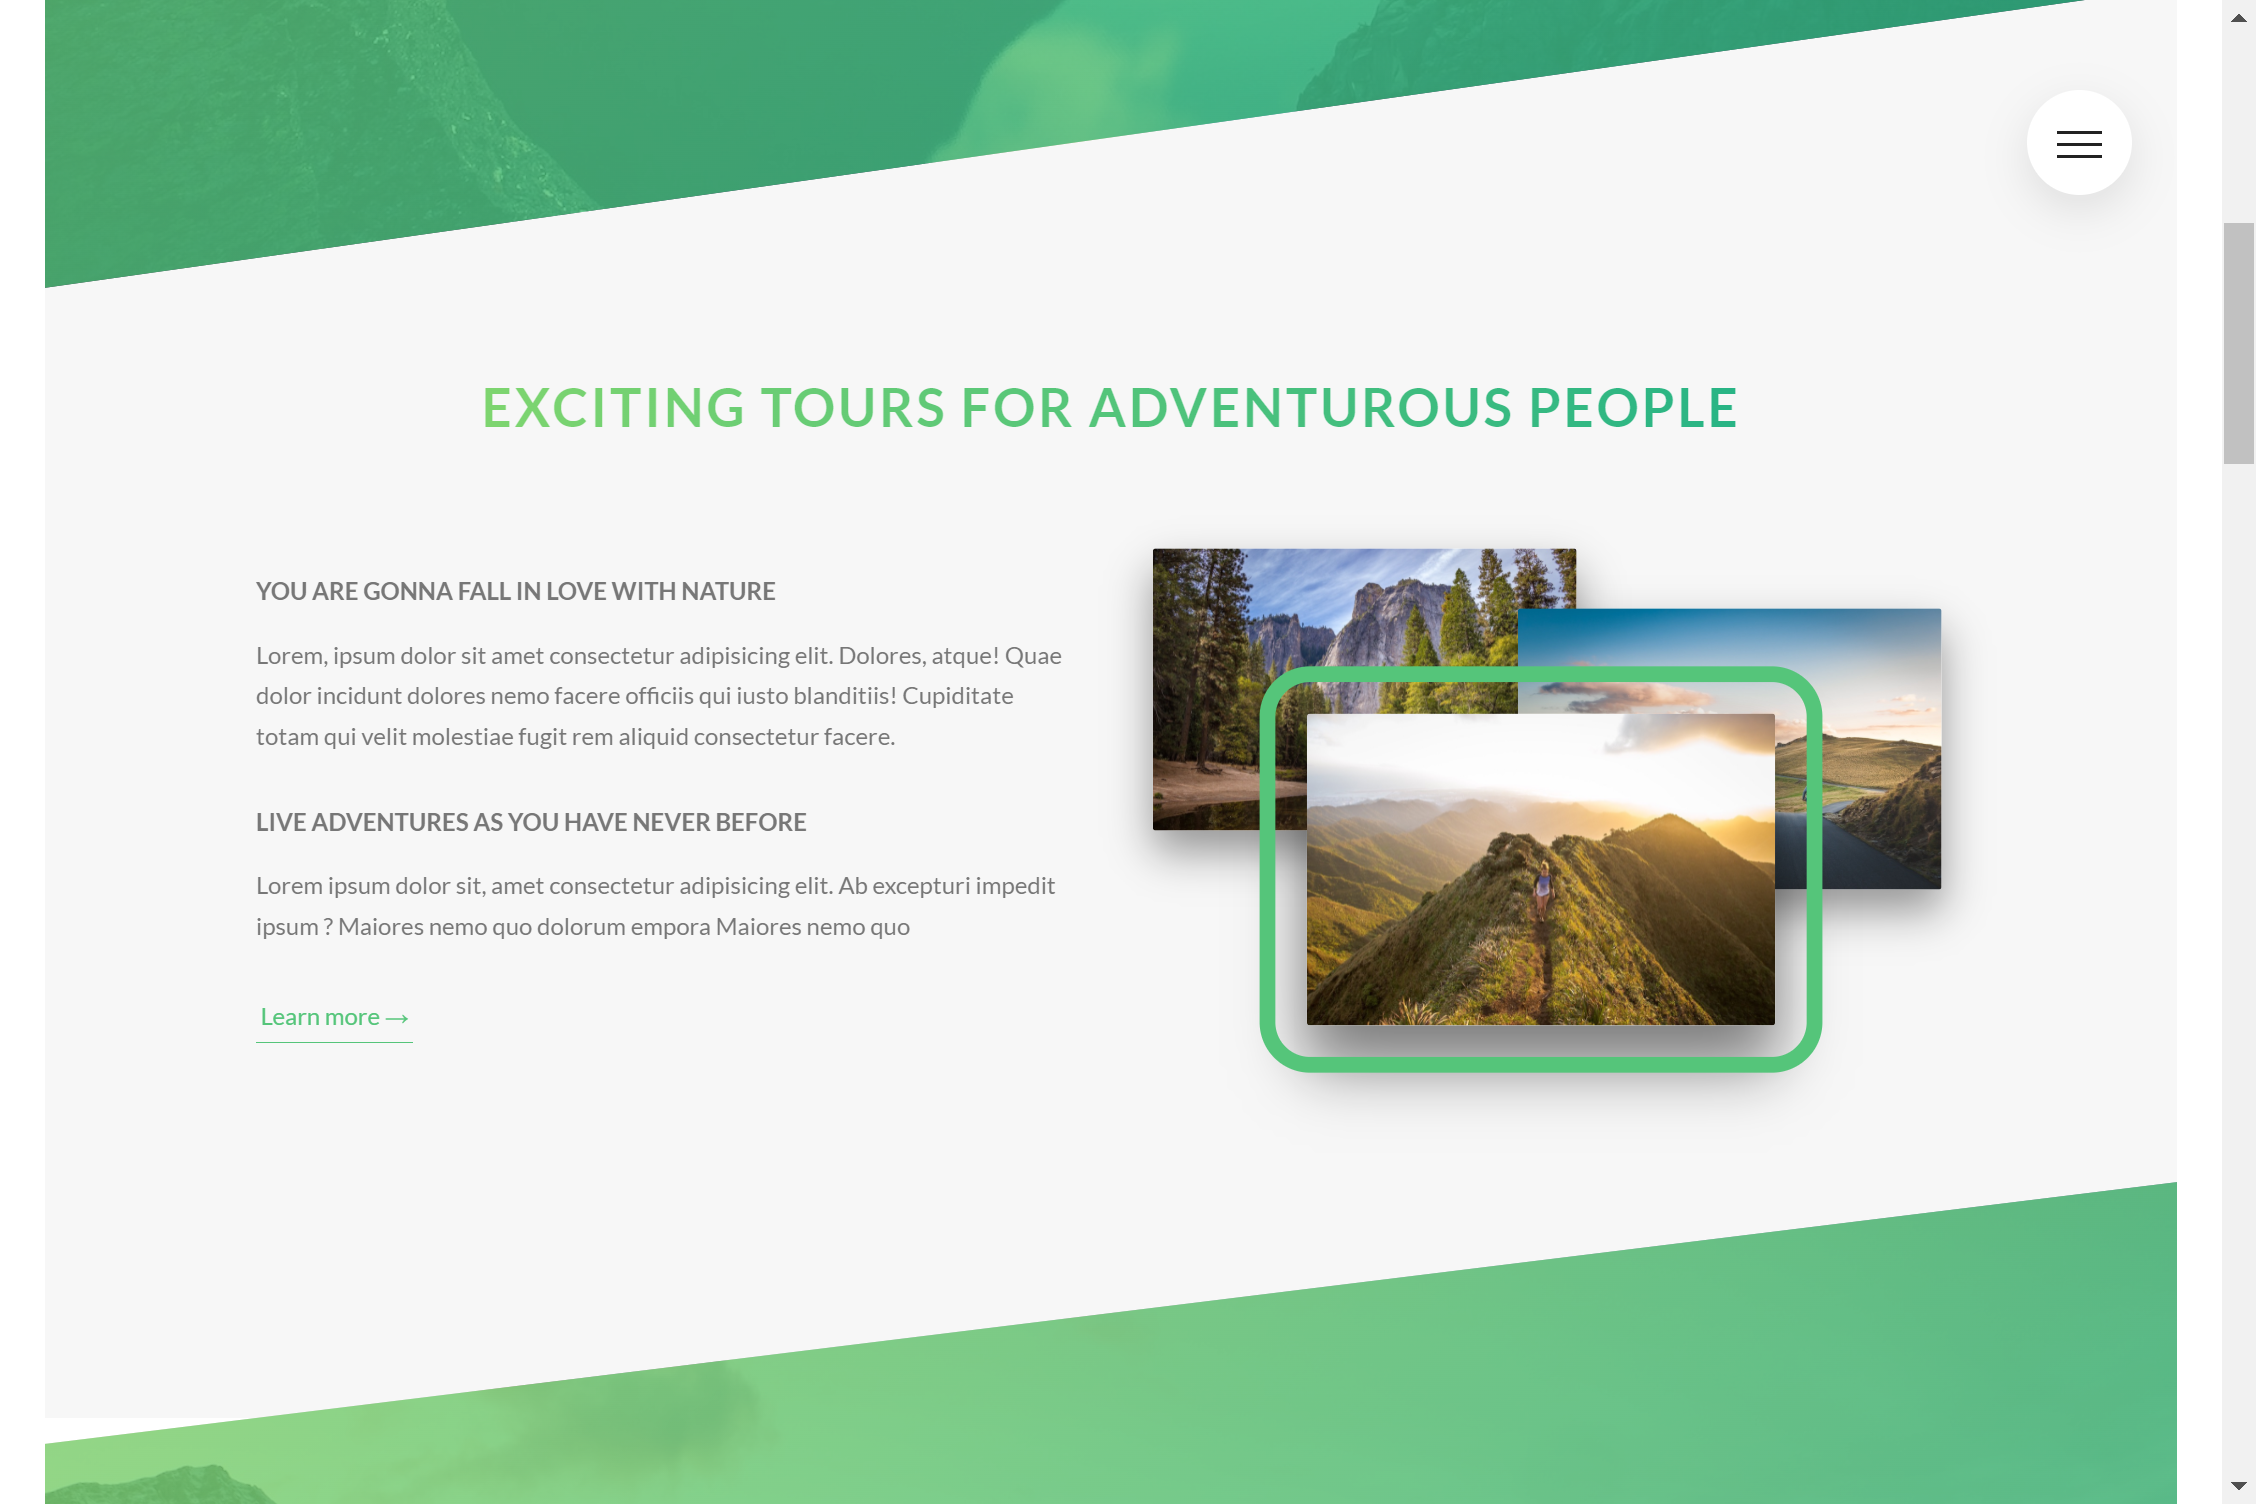 EXCITING TOURS FOR ADVENTUROUS PEOPLE
YOU ARE GONNA FALL IN LOVE WITH NATURE
Lorem, ipsum dolor sit amet consectetur adipisicing elit. Dolores, atque! Quae
dolor incidunt dolores nemo facere officiis qui iusto blanditiis! Cupiditate
totam qui velit molestiae fugit rem aliquid consectetur facere.
LIVE ADVENTURES AS YOU HAVE NEVER BEFORE
Lorem ipsum dolor sit, amet consectetur adipisicing elit. Ab excepturi impedit
ipsum ? Maiores nemo quo dolorum empora Maiores nemo quo
Learn more →